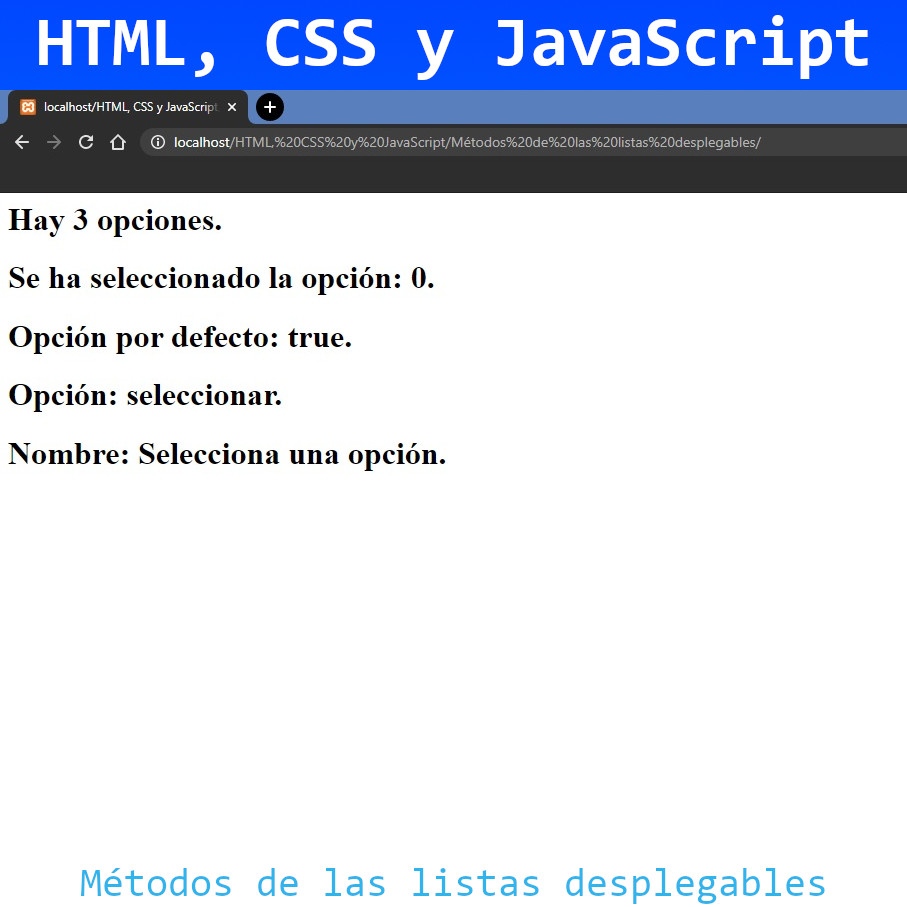 HTML, CSS y JavaScript
localhost/HTML, CSS y JavaScript
localhost/HTML,%20CSS%20y%20JavaScript/Métodos%20de%20las%20listas%20desplegables/
Hay 3 opciones.
Se ha seleccionado la opción: 0.
Opción por defecto: true.
Opción: seleccionar.
Nombre: Selecciona una opción.
Métodos de las listas desplegables